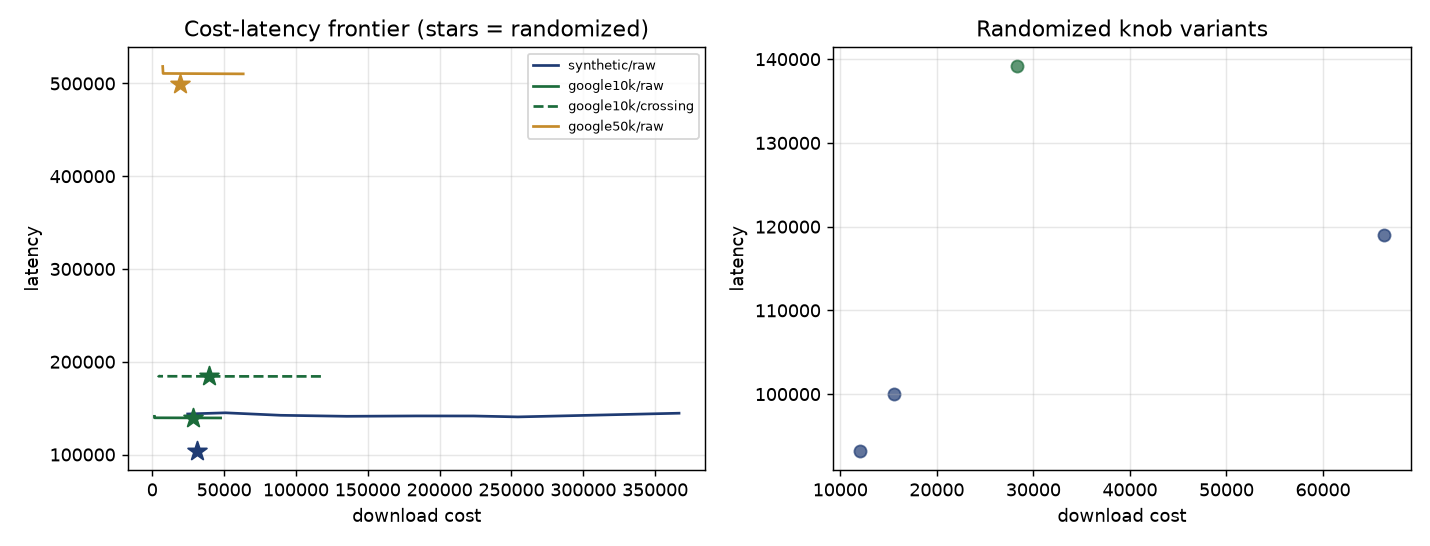 Cost-latency frontier (stars = randomized)
500000
400000
300000
200000
100000
latency
synthetic/raw
google10k/raw
google10k/crossing
google50k/raw
0 50000 100000 150000 200000 250000 300000 350000
download cost
Randomized knob variants
140000
130000
120000
110000
100000
latency
10000 20000 30000 40000 50000 60000
download cost